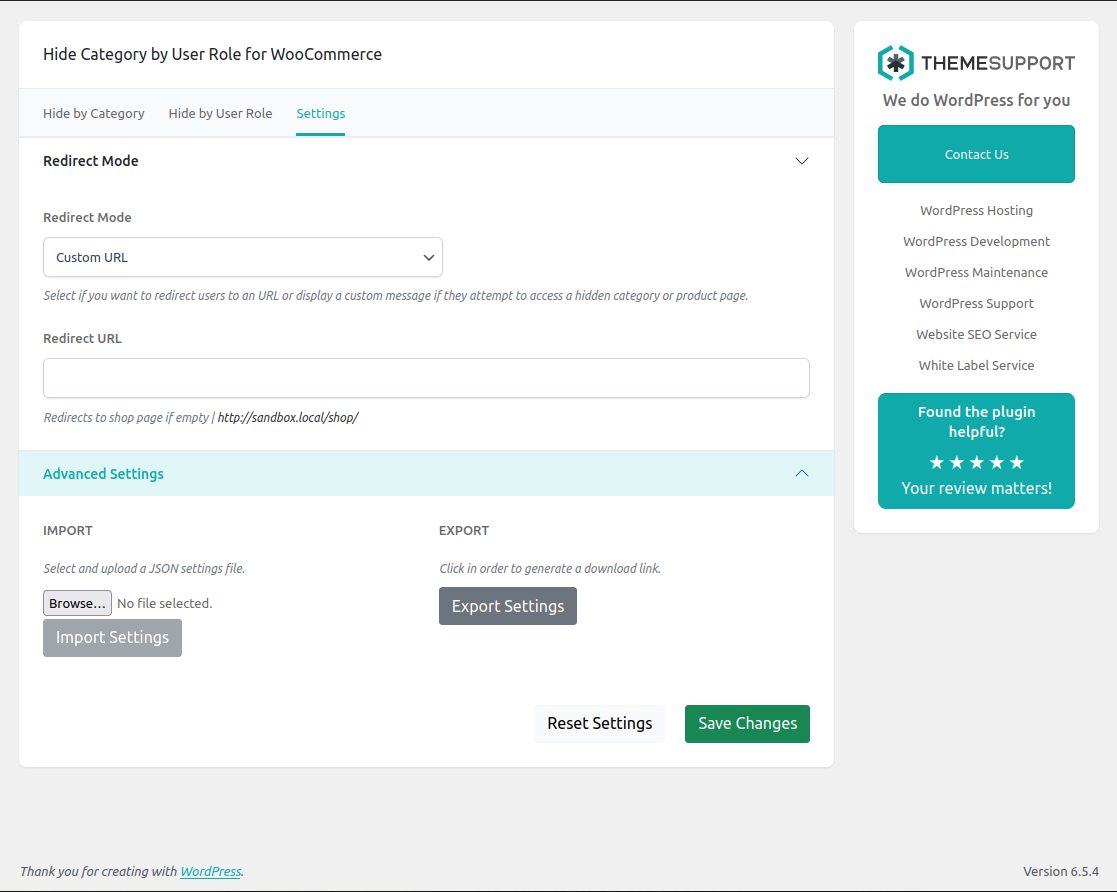 Hide Category by User Role for WooCommerce
Hide by Category
Hide by User Role
Settings
Redirect Mode
Redirect Mode
Custom URL
Select if you want to redirect users to an URL or display a custom message if they attempt to access a hidden category or product page.
Redirect URL
Redirects to shop page if empty | http://sandbox.local/shop/
Advanced Settings
IMPORT
Select and upload a JSON settings file.
Browse... No file selected.
Import Settings
EXPORT
Click in order to generate a download link.
Export Settings
Reset Settings
Save Changes
THEMESUPPORT
We do WordPress for you
Contact Us
WordPress Hosting
WordPress Development
WordPress Maintenance
WordPress Support
Website SEO Service
White Label Service
Found the plugin
helpful?
★ ★ ★ ★ ★
Your review matters!
Thank you for creating with WordPress.
Version 6.5.4